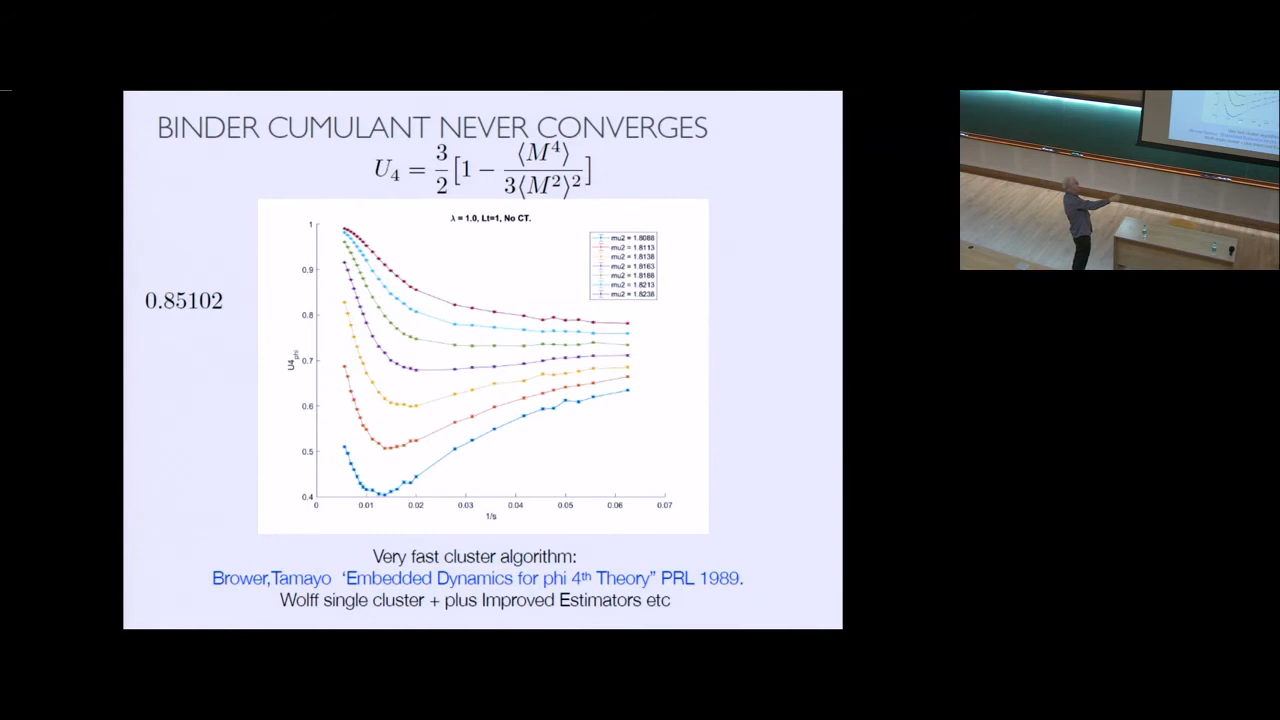 BINDER CUMULANT NEVER CONVERGES
U₄ = 3/2 [1 − ⟨M⁴⟩ / 3⟨M²⟩²]
λ = 1.0, Lt=1, No CT.
mu2 = 1.8088
mu2 = 1.8113
mu2 = 1.8138
mu2 = 1.8163
mu2 = 1.8188
mu2 = 1.8213
mu2 = 1.8238
0.85102
U4_phi
1
0.9
0.8
0.7
0.6
0.5
0.4
0 0.01 0.02 0.03 0.04 0.05 0.06 0.07
1/s
Very fast cluster algorithm:
Brower,Tamayo ‘Embedded Dynamics for phi 4th Theory” PRL 1989.
Wolff single cluster + plus Improved Estimators etc